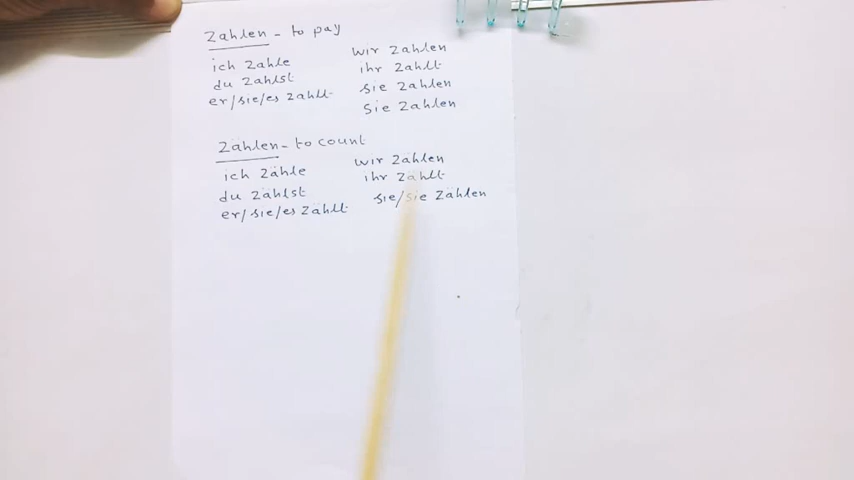 Zahlen - to pay
ich zahle
du zahlst
er/sie/es zahlt
wir zahlen
ihr zahlt
sie zahlen
Sie zahlen
Zählen - to count
ich zähle
du zählst
er/sie/es zählt
wir zählen
ihr zählt
sie/Sie zählen